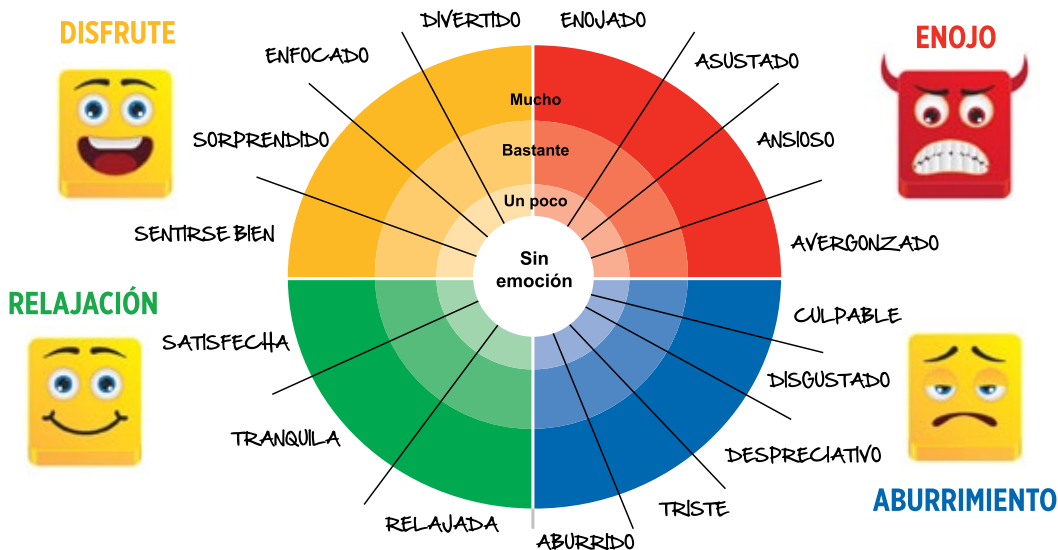 DISFRUTE
DIVERTIDO
ENOJADO
ENOJO
ENFOCADO
ASUSTADO
SORPRENDIDO
Mucho
ANSIOSO
Bastante
Un poco
SENTIRSE BIEN
AVERGONZADO
Sin
emoción
RELAJACIÓN
CULPABLE
SATISFECHA
DISGUSTADO
TRANQUILA
DESPRECIATIVO
ABURRIMIENTO
TRISTE
RELAJADA
ABURRIDO